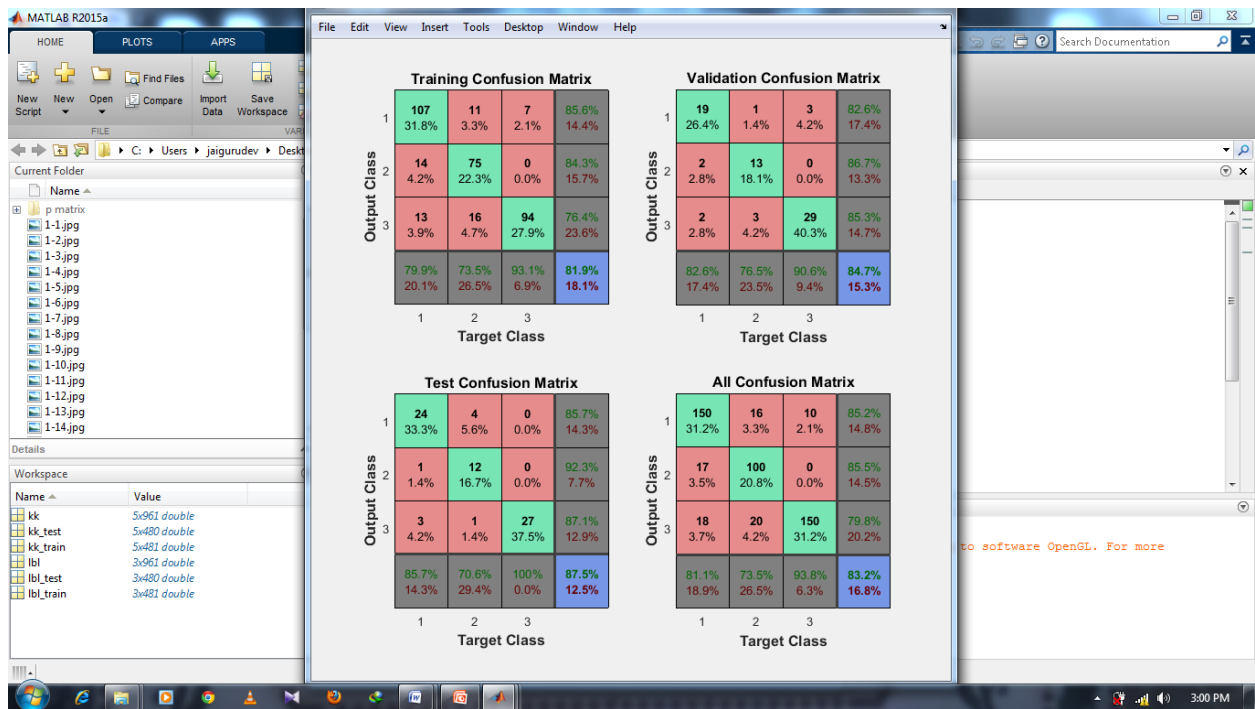 MATLAB R2015a
HOME PLOTS APPS
Search Documentation
New Script
New
Open
Find Files
Compare
Import Data
Save Workspace
FILE
C: Users jaigurudev
Current Folder
Name
p matrix
1-1.jpg
1-2.jpg
1-3.jpg
1-4.jpg
1-5.jpg
1-6.jpg
1-7.jpg
1-8.jpg
1-9.jpg
1-10.jpg
1-11.jpg
1-12.jpg
1-13.jpg
1-14.jpg
Details
Workspace
Name Value
kk 5x961 double
kk_test 5x480 double
kk_train 5x481 double
lbl 3x961 double
lbl_test 3x480 double
lbl_train 3x481 double
File Edit View Insert Tools Desktop Window Help
Training Confusion Matrix
Output Class
1 107 11 7 85.6%
31.8% 3.3% 2.1% 14.4%
2 14 75 0 84.3%
4.2% 22.3% 0.0% 15.7%
3 13 16 94 76.4%
3.9% 4.7% 27.9% 23.6%
79.9% 73.5% 93.1% 81.9%
20.1% 26.5% 6.9% 18.1%
1 2 3
Target Class
Validation Confusion Matrix
Output Class
1 19 1 3 82.6%
26.4% 1.4% 4.2% 17.4%
2 2 13 0 86.7%
2.8% 18.1% 0.0% 13.3%
3 2 3 29 85.3%
2.8% 4.2% 40.3% 14.7%
82.6% 76.5% 90.6% 84.7%
17.4% 23.5% 9.4% 15.3%
1 2 3
Target Class
Test Confusion Matrix
Output Class
1 24 4 0 85.7%
33.3% 5.6% 0.0% 14.3%
2 1 12 0 92.3%
1.4% 16.7% 0.0% 7.7%
3 3 1 27 87.1%
4.2% 1.4% 37.5% 12.9%
85.7% 70.6% 100% 87.5%
14.3% 29.4% 0.0% 12.5%
1 2 3
Target Class
All Confusion Matrix
Output Class
1 150 16 10 85.2%
31.2% 3.3% 2.1% 14.8%
2 17 100 0 85.5%
3.5% 20.8% 0.0% 14.5%
3 18 20 150 79.8%
3.7% 4.2% 31.2% 20.2%
81.1% 73.5% 93.8% 83.2%
18.9% 26.5% 6.3% 16.8%
1 2 3
Target Class
to software OpenGL. For more
3:00 PM